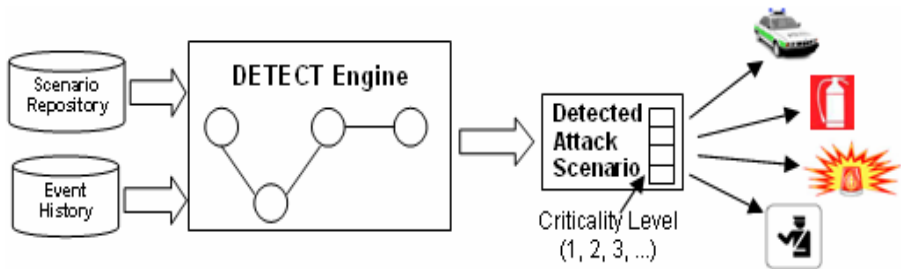 Scenario
Repository
Event
History
DETECT Engine
Detected
Attack
Scenario
Criticality Level
(1, 2, 3, ...)